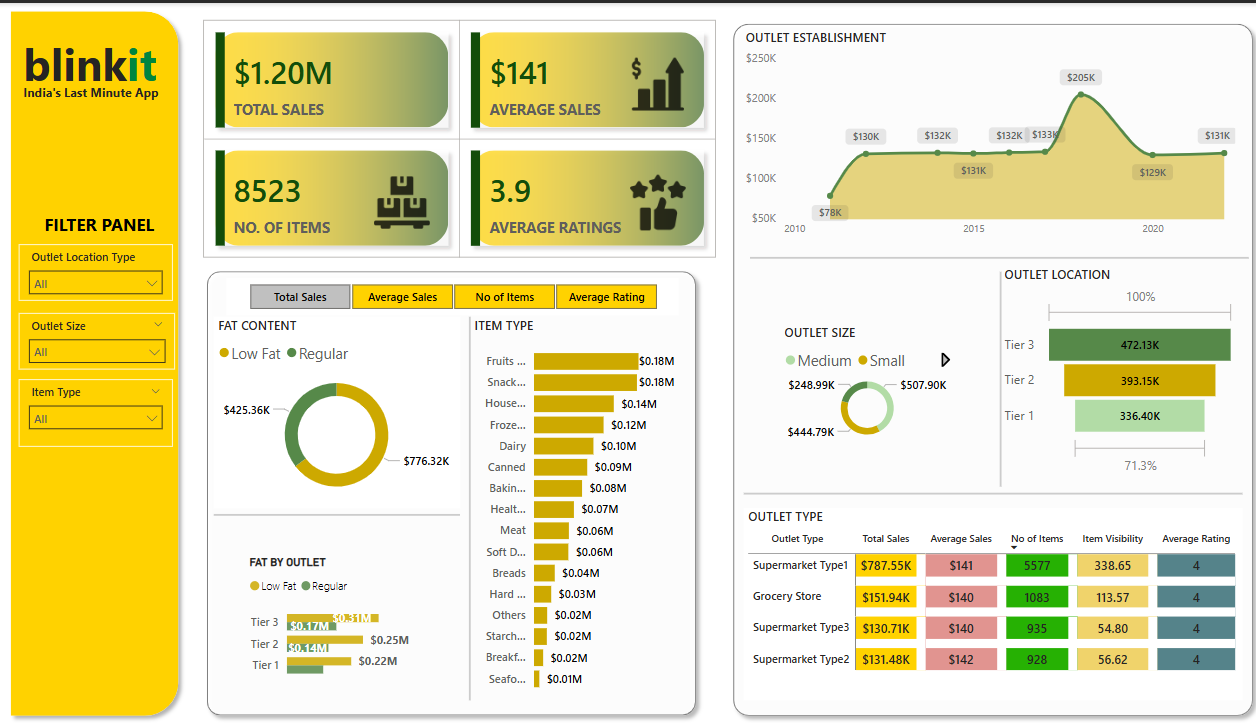 blinkit
India's Last Minute App
FILTER PANEL
Outlet Location Type
All
Outlet Size
All
Item Type
All
$1.20M
TOTAL SALES
$141
AVERAGE SALES
8523
NO. OF ITEMS
3.9
AVERAGE RATINGS
Total Sales Average Sales No of Items Average Rating
FAT CONTENT
Low Fat Regular
$425.36K
$776.32K
FAT BY OUTLET
Low Fat Regular
Tier 3 $0.31M
$0.17M
Tier 2 $0.25M
$0.14M
Tier 1 $0.22M
ITEM TYPE
Fruits ... $0.18M
Snack... $0.18M
House... $0.14M
Froze... $0.12M
Dairy $0.10M
Canned $0.09M
Bakin... $0.08M
Healt... $0.07M
Meat $0.06M
Soft D... $0.06M
Breads $0.04M
Hard ... $0.03M
Others $0.02M
Starch... $0.02M
Breakf... $0.02M
Seafo... $0.01M
OUTLET ESTABLISHMENT
$250K
$200K
$150K
$100K
$50K
$78K
$130K
$132K
$131K
$132K
$133K
$205K
$129K
$131K
2010 2015 2020
OUTLET SIZE
Medium Small
$248.99K
$507.90K
$444.79K
OUTLET LOCATION
100%
Tier 3 472.13K
Tier 2 393.15K
Tier 1 336.40K
71.3%
OUTLET TYPE
Outlet Type Total Sales Average Sales No of Items Item Visibility Average Rating
Supermarket Type1 $787.55K $141 5577 338.65 4
Grocery Store $151.94K $140 1083 113.57 4
Supermarket Type3 $130.71K $140 935 54.80 4
Supermarket Type2 $131.48K $142 928 56.62 4